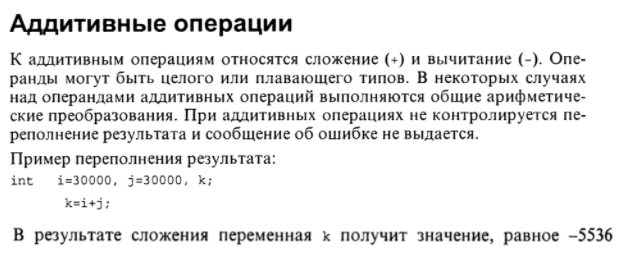 Аддитивные операции
К аддитивным операциям относятся сложение (+) и вычитание (-). Опе-
ранды могут быть целого или плавающего типов. В некоторых случаях
над операндами аддитивных операций выполняются общие арифметиче-
ские преобразования. При аддитивных операциях не контролируется пе-
реполнение результата и сообщение об ошибке не выдается.
Пример переполнения результата:
int i=30000, j=30000, k;
k=i+j;
В результате сложения переменная k получит значение, равное –5536